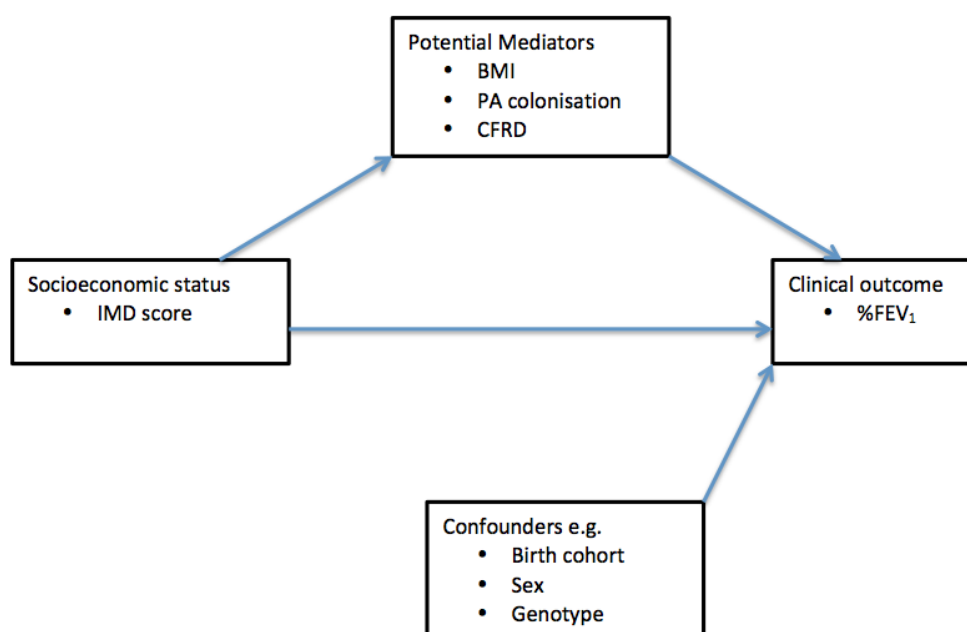 Potential Mediators
• BMI
• PA colonisation
• CFRD
Socioeconomic status
• IMD score
Clinical outcome
• %FEV₁
Confounders e.g.
• Birth cohort
• Sex
• Genotype